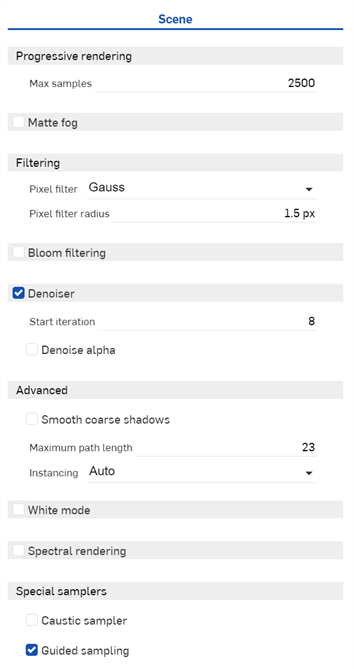 Scene
Progressive rendering
Max samples 2500
Matte fog
Filtering
Pixel filter Gauss
Pixel filter radius 1.5 px
Bloom filtering
Denoiser
Start iteration 8
Denoise alpha
Advanced
Smooth coarse shadows
Maximum path length 23
Instancing Auto
White mode
Spectral rendering
Special samplers
Caustic sampler
Guided sampling